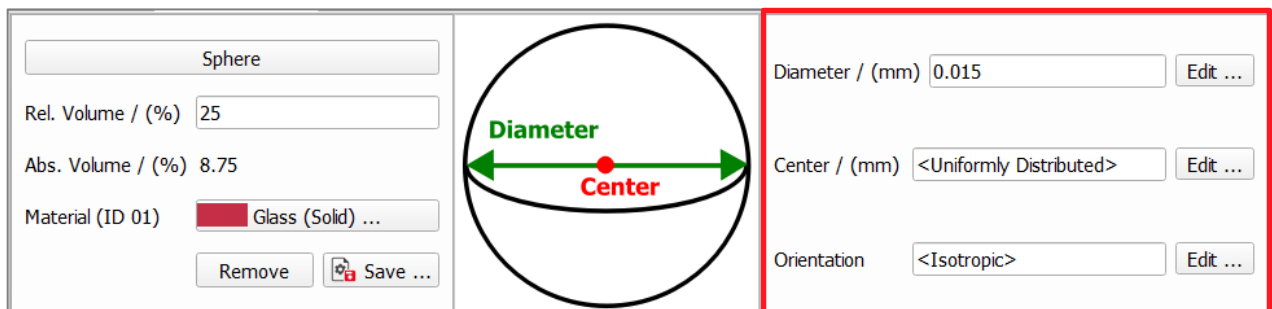 Sphere
Rel. Volume / (%) 25
Abs. Volume / (%) 8.75
Material (ID 01) Glass (Solid) ...
Remove Save ...
Diameter
Center
Diameter / (mm) 0.015 Edit ...
Center / (mm) <Uniformly Distributed> Edit ...
Orientation <Isotropic> Edit ...